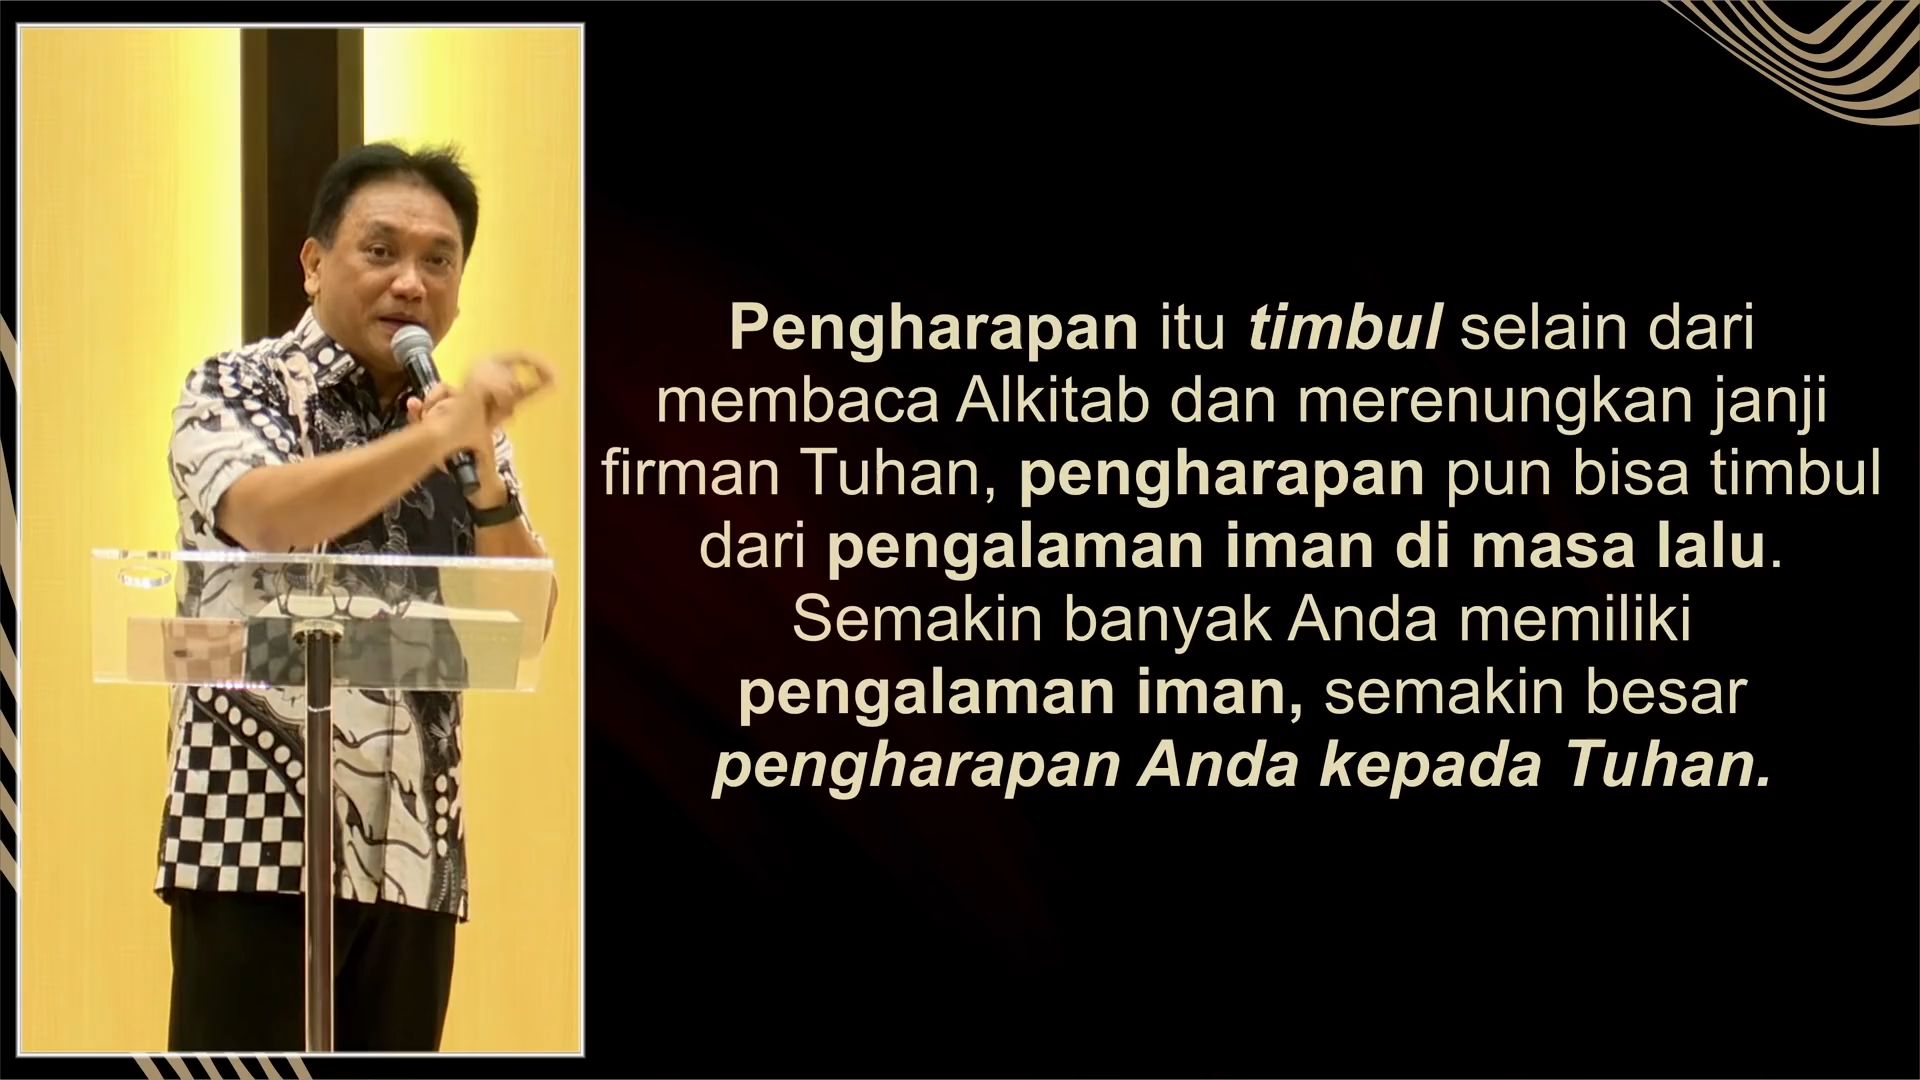 Pengharapan itu timbul selain dari
membaca Alkitab dan merenungkan janji
firman Tuhan, pengharapan pun bisa timbul
dari pengalaman iman di masa lalu.
Semakin banyak Anda memiliki
pengalaman iman, semakin besar
pengharapan Anda kepada Tuhan.